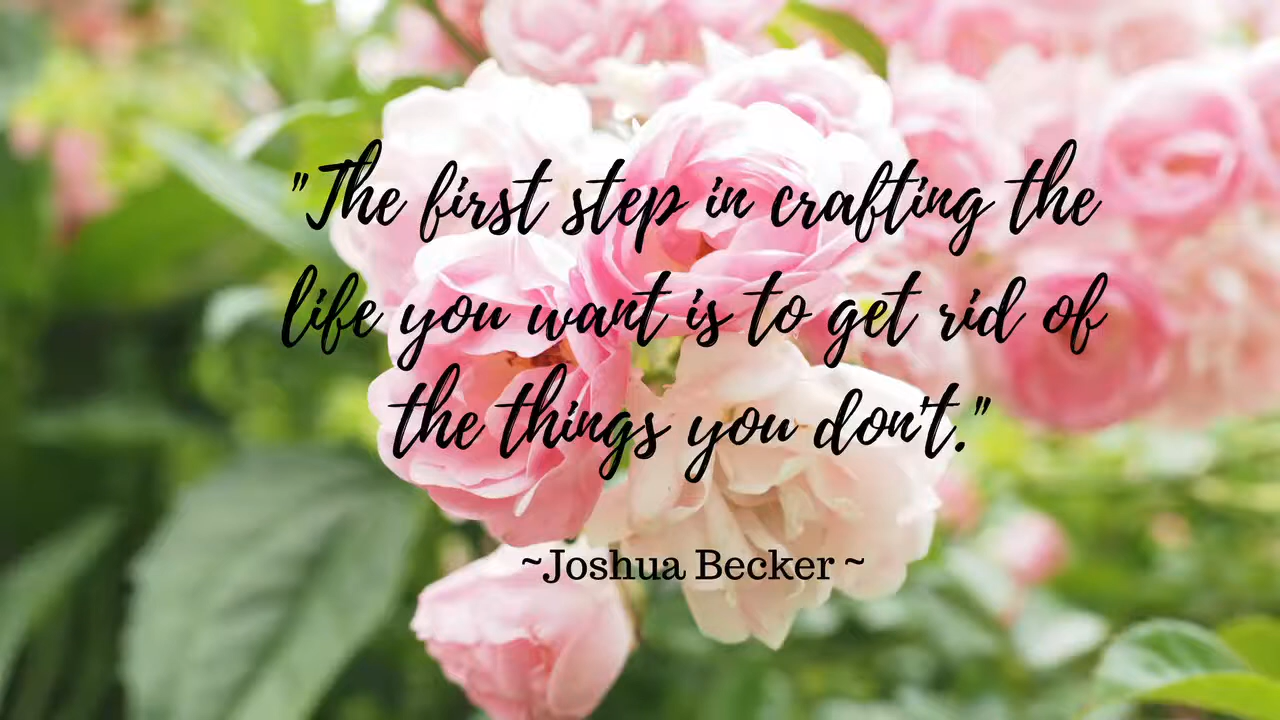 "The first step in crafting the
life you want is to get rid of
the things you don't."
~Joshua Becker ~